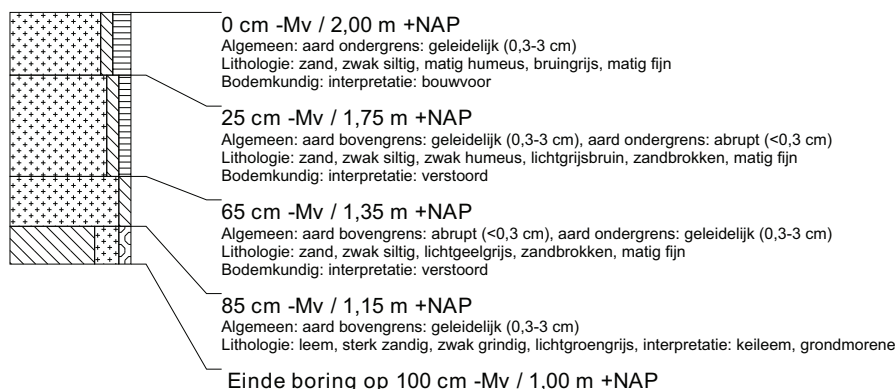 0 cm -Mv / 2,00 m +NAP
Algemeen: aard ondergrens: geleidelijk (0,3-3 cm)
Lithologie: zand, zwak siltig, matig humeus, bruingrijs, matig fijn
Bodemkundig: interpretatie: bouwvoor
25 cm -Mv / 1,75 m +NAP
Algemeen: aard bovengrens: geleidelijk (0,3-3 cm), aard ondergrens: abrupt (<0,3 cm)
Lithologie: zand, zwak siltig, zwak humeus, lichtgrijsbruin, zandbrokken, matig fijn
Bodemkundig: interpretatie: verstoord
65 cm -Mv / 1,35 m +NAP
Algemeen: aard bovengrens: abrupt (<0,3 cm), aard ondergrens: geleidelijk (0,3-3 cm)
Lithologie: zand, zwak siltig, lichtgeelgrijs, zandbrokken, matig fijn
Bodemkundig: interpretatie: verstoord
85 cm -Mv / 1,15 m +NAP
Algemeen: aard bovengrens: geleidelijk (0,3-3 cm)
Lithologie: leem, sterk zandig, zwak grindig, lichtgroengrijs, interpretatie: keileem, grondmorene
Einde boring op 100 cm -Mv / 1,00 m +NAP